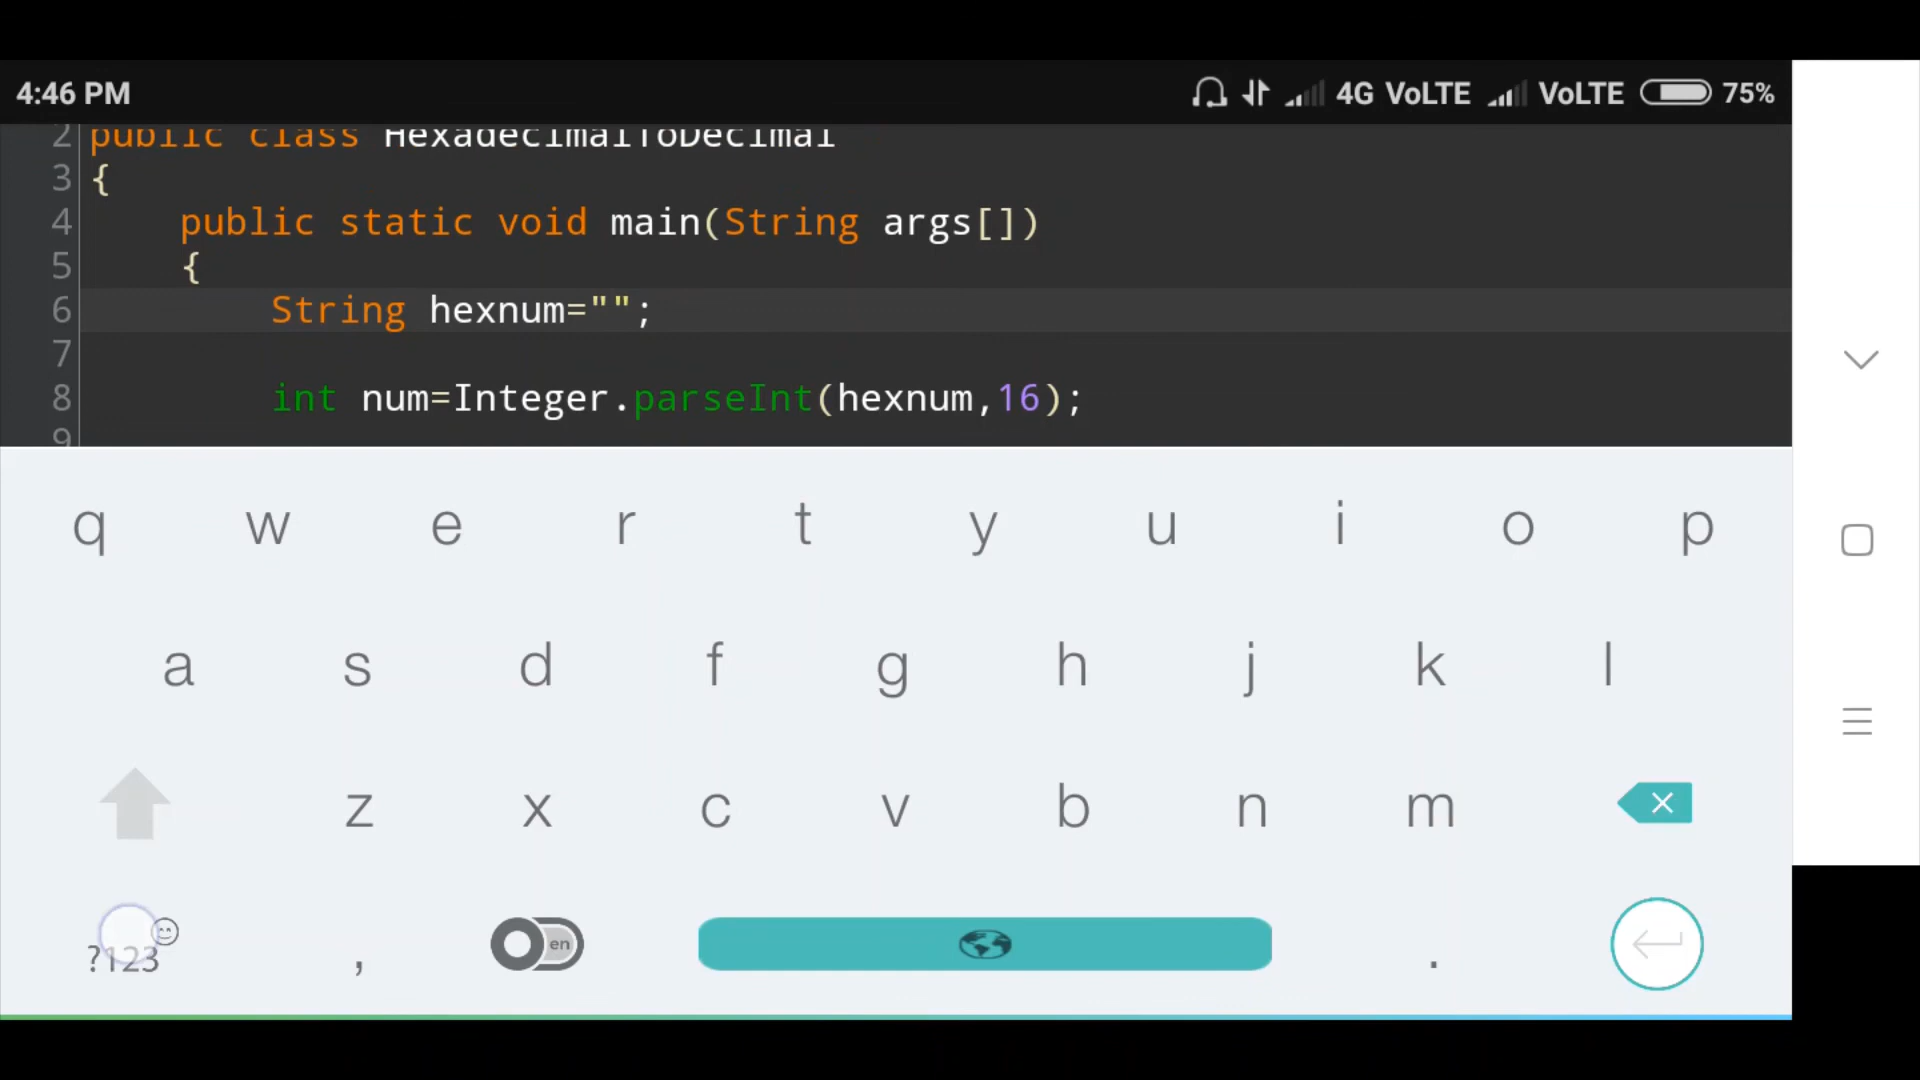 4:46 PM 4G VoLTE VoLTE 75%
2 public class HexadecimalToDecimal
3 {
4 public static void main(String args[])
5 {
6 String hexnum="";
7
8 int num=Integer.parseInt(hexnum,16);
9
q w e r t y u i o p
a s d f g h j k l
z x c v b n m
?123 , en .